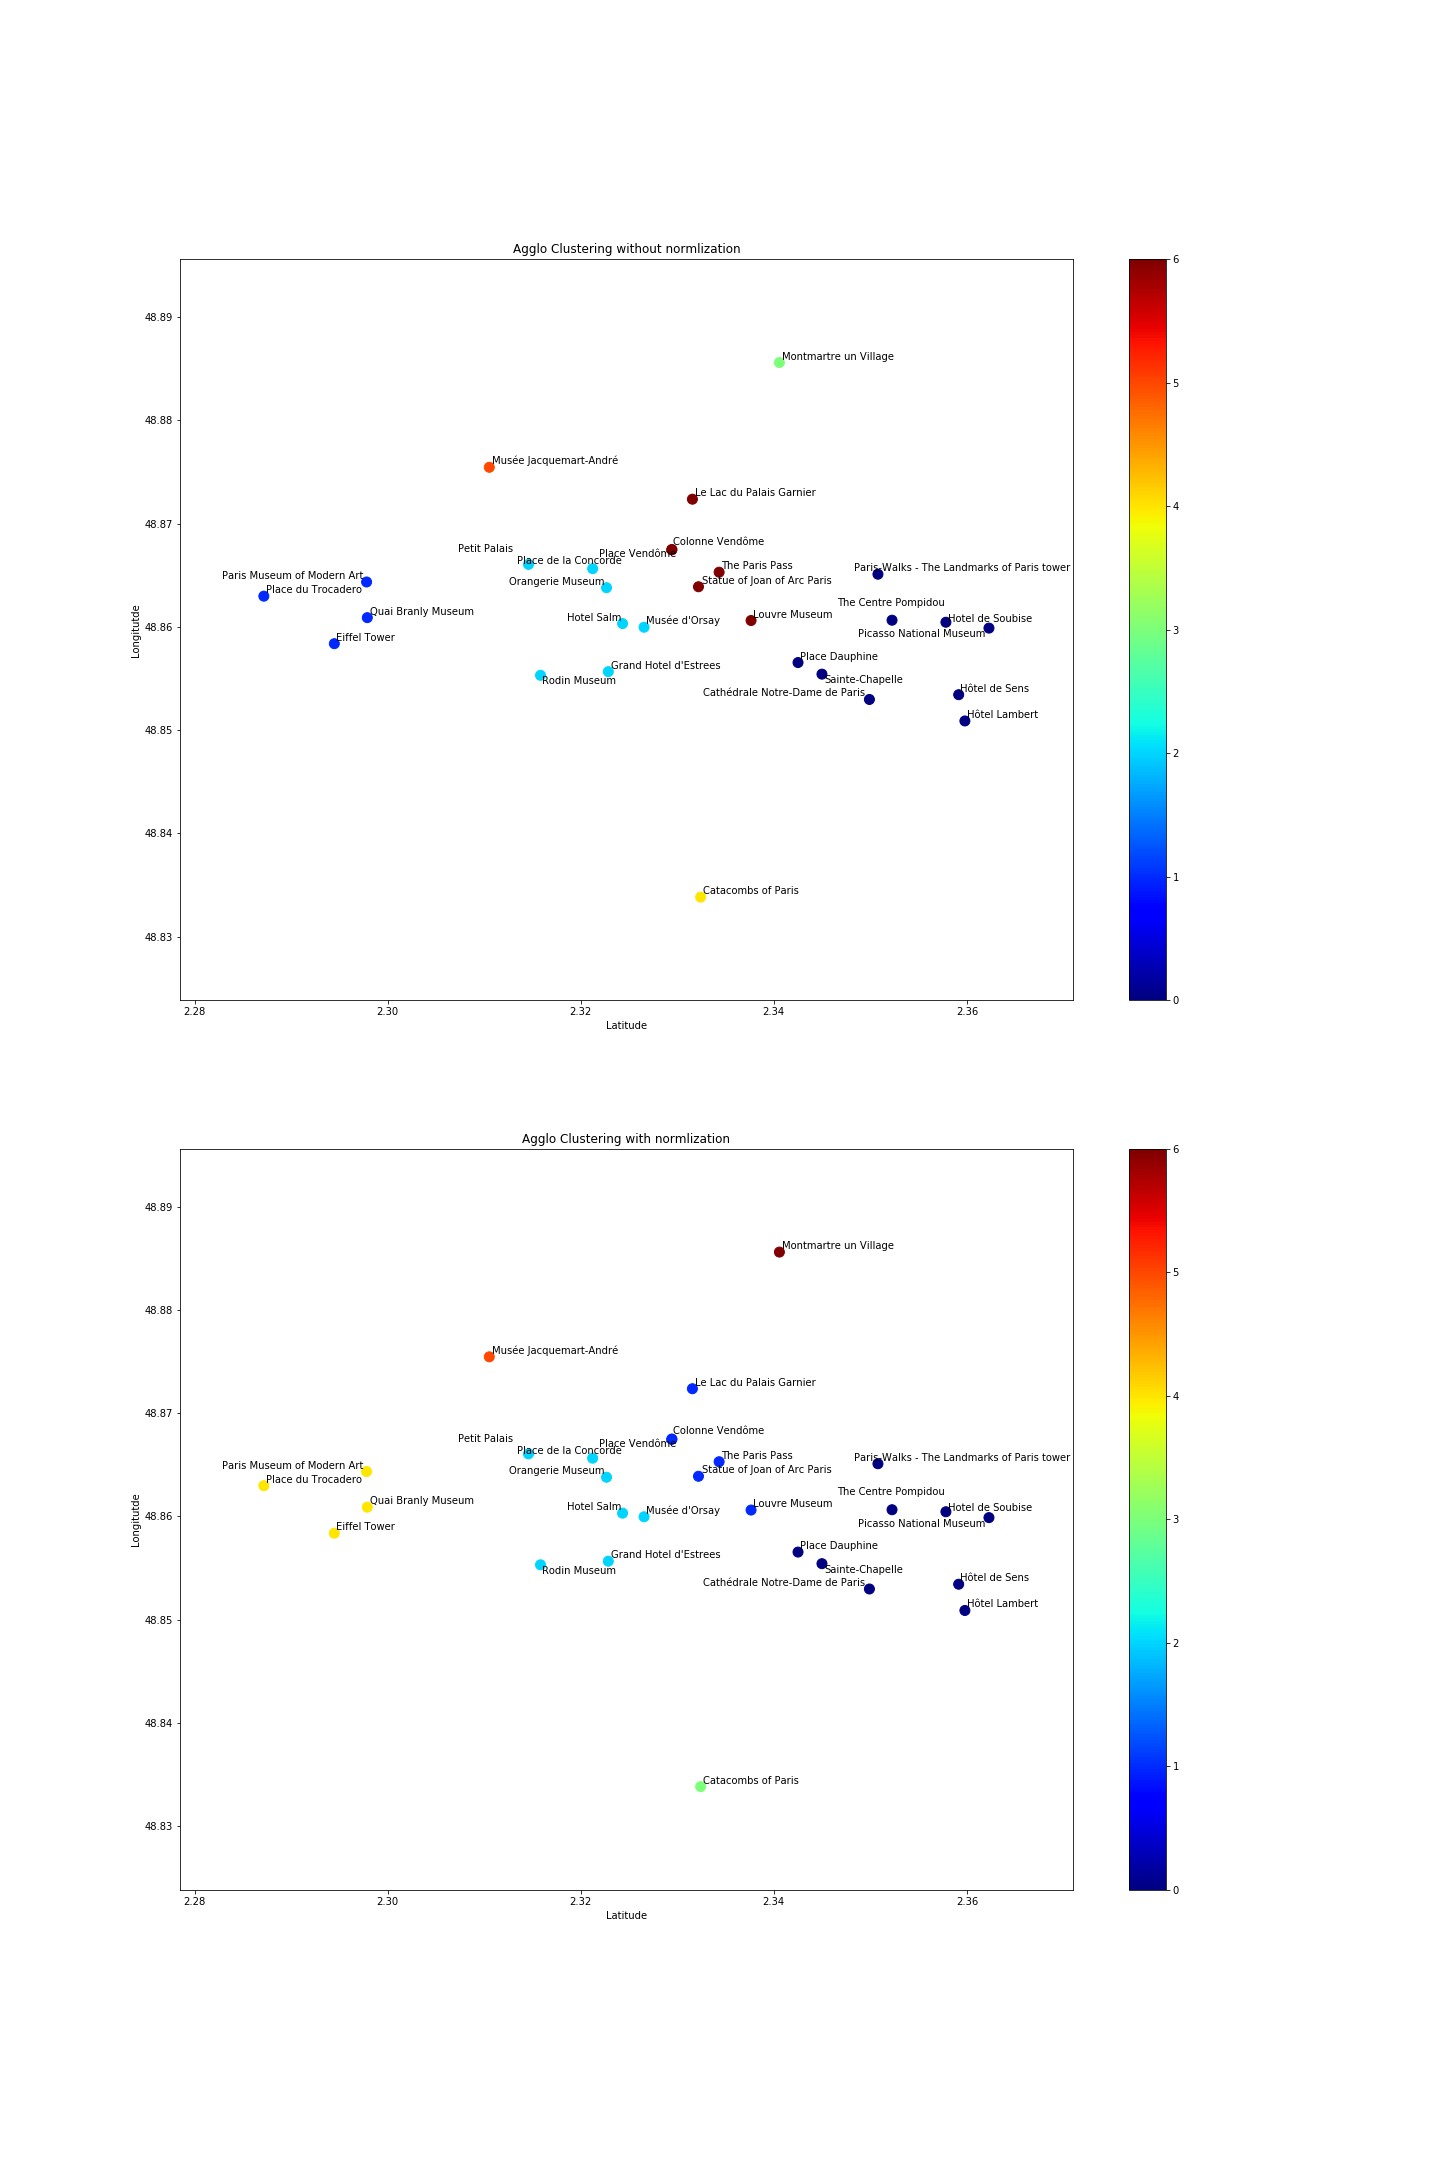 Agglo Clustering without normlization
48.89
48.88
48.87
48.86
48.85
48.84
48.83
Longitutde
Montmartre un Village
Musée Jacquemart-André
Le Lac du Palais Garnier
Colonne Vendôme
Petit Palais
Place Vendôme
Place de la Concorde
The Paris Pass
Paris Walks - The Landmarks of Paris tower
Paris Museum of Modern Art
Orangerie Museum
Statue of Joan of Arc Paris
Place du Trocadero
The Centre Pompidou
Quai Branly Museum
Hotel Salm
Musée d'Orsay
Louvre Museum
Hotel de Soubise
Picasso National Museum
Eiffel Tower
Place Dauphine
Grand Hotel d'Estrees
Rodin Museum
Sainte-Chapelle
Cathédrale Notre-Dame de Paris
Hôtel de Sens
Hôtel Lambert
Catacombs of Paris
2.28 2.30 2.32 2.34 2.36
Latitude
6
5
4
3
2
1
0
Agglo Clustering with normlization
48.89
48.88
48.87
48.86
48.85
48.84
48.83
Longitutde
Montmartre un Village
Musée Jacquemart-André
Le Lac du Palais Garnier
Colonne Vendôme
Petit Palais
Place Vendôme
Place de la Concorde
The Paris Pass
Paris Walks - The Landmarks of Paris tower
Paris Museum of Modern Art
Orangerie Museum
Statue of Joan of Arc Paris
Place du Trocadero
The Centre Pompidou
Quai Branly Museum
Hotel Salm
Musée d'Orsay
Louvre Museum
Hotel de Soubise
Picasso National Museum
Eiffel Tower
Place Dauphine
Grand Hotel d'Estrees
Rodin Museum
Sainte-Chapelle
Cathédrale Notre-Dame de Paris
Hôtel de Sens
Hôtel Lambert
Catacombs of Paris
2.28 2.30 2.32 2.34 2.36
Latitude
6
5
4
3
2
1
0